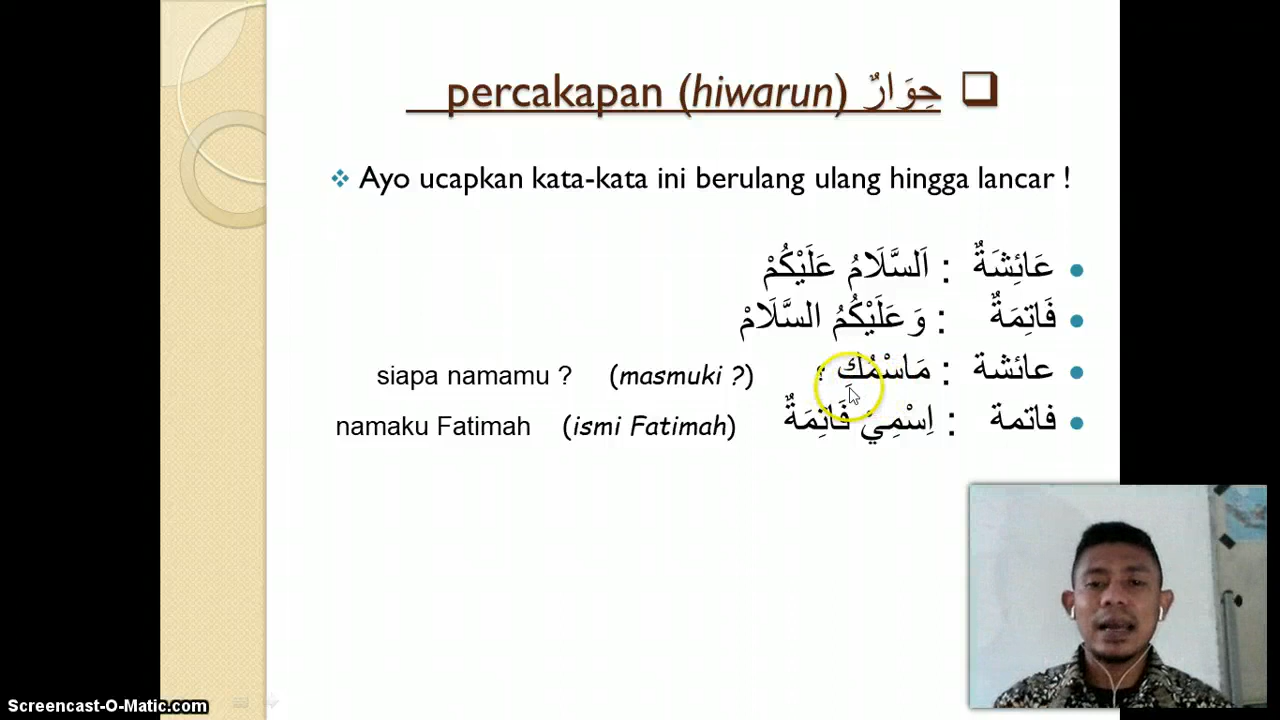 ❑ حِوَارٌ (hiwarun) percakapan
❖ Ayo ucapkan kata-kata ini berulang ulang hingga lancar !
• عَائِشَةٌ : اَلسَّلَامُ عَلَيْكُمْ
• فَاتِمَةٌ : وَ عَلَيْكُمُ السَّلَامْ
• عائشة : مَاسْمُكِ ؟ (masmuki ?) siapa namamu ?
• فاتمة : اِسْمِيْ فَاتِمَةٌ (ismi Fatimah) namaku Fatimah
Screencast-O-Matic.com